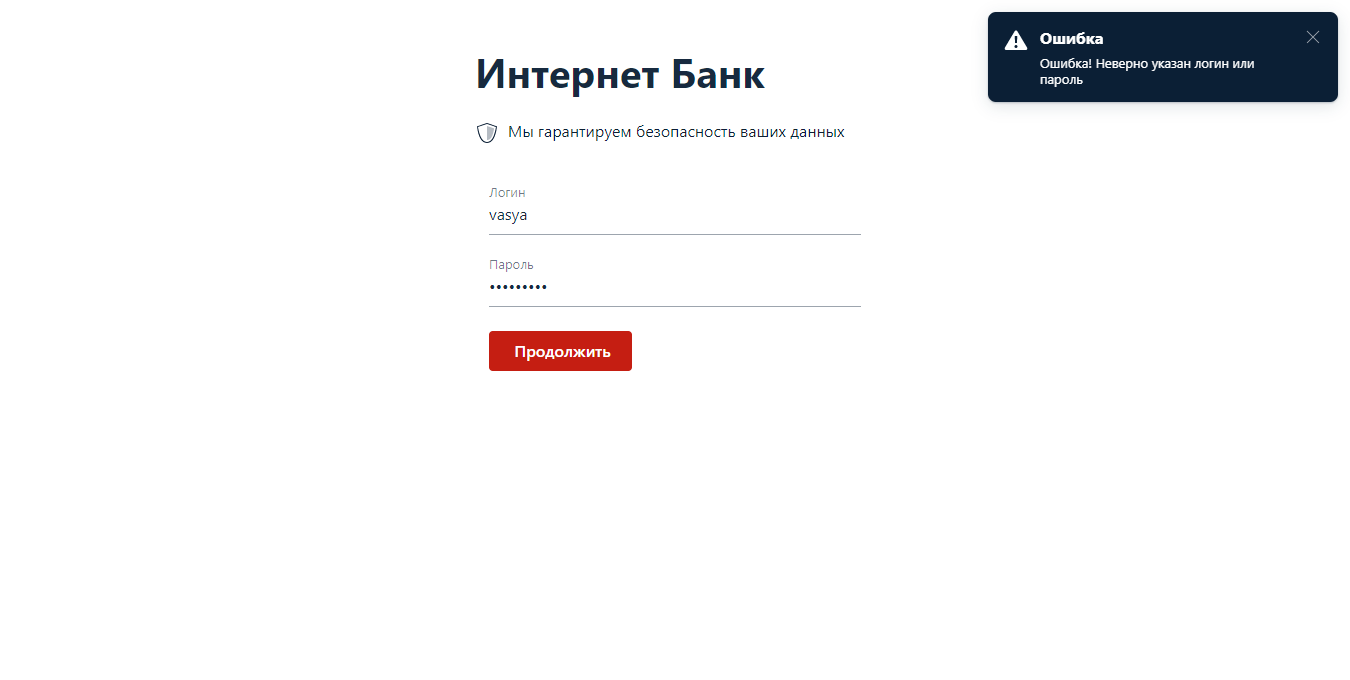 Интернет Банк
Мы гарантируем безопасность ваших данных
Логин
vasya
Пароль
•••••••••
Продолжить
Ошибка
Ошибка! Неверно указан логин или
пароль